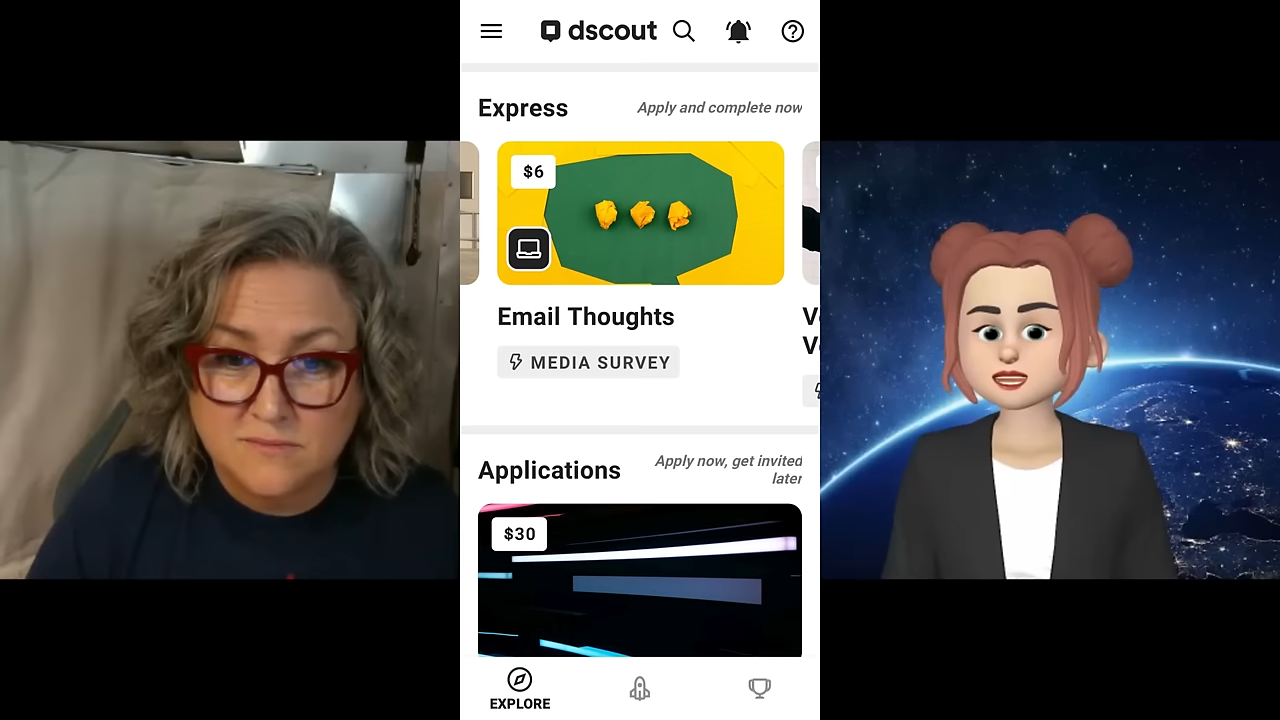 dscout
Express
Apply and complete now
$6
Email Thoughts
MEDIA SURVEY
Applications
Apply now, get invited
later
$30
EXPLORE